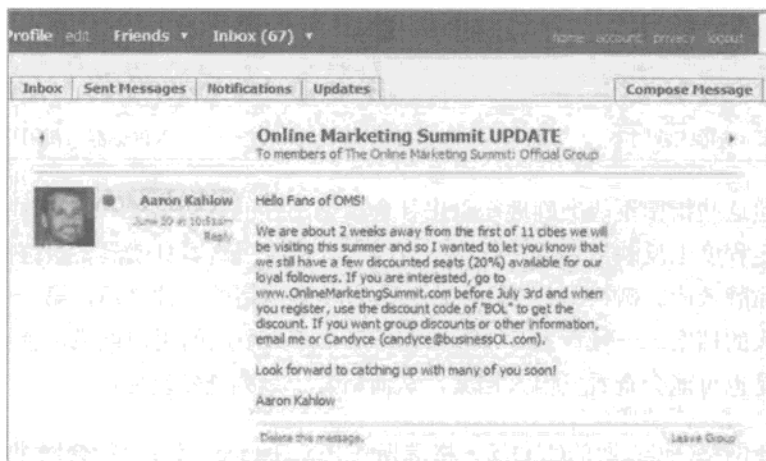 Profile edit Friends Inbox (67) home account privacy logout
Inbox Sent Messages Notifications Updates Compose Message
Online Marketing Summit UPDATE
To members of The Online Marketing Summit: Official Group
Aaron Kahlow
June 30 at 10:51am
Reply
Hello Fans of OMS!
We are about 2 weeks away from the first of 11 cities we will
be visiting this summer and so I wanted to let you know that
we still have a few discounted seats (20%) available for our
loyal followers. If you are interested, go to
www.OnlineMarketingSummit.com before July 3rd and when
you register, use the discount code of "BOL" to get the
discount. If you want group discounts or other information,
email me or Candyce (candyce@businessOL.com).
Look forward to catching up with many of you soon!
Aaron Kahlow
Delete this message. Leave Group